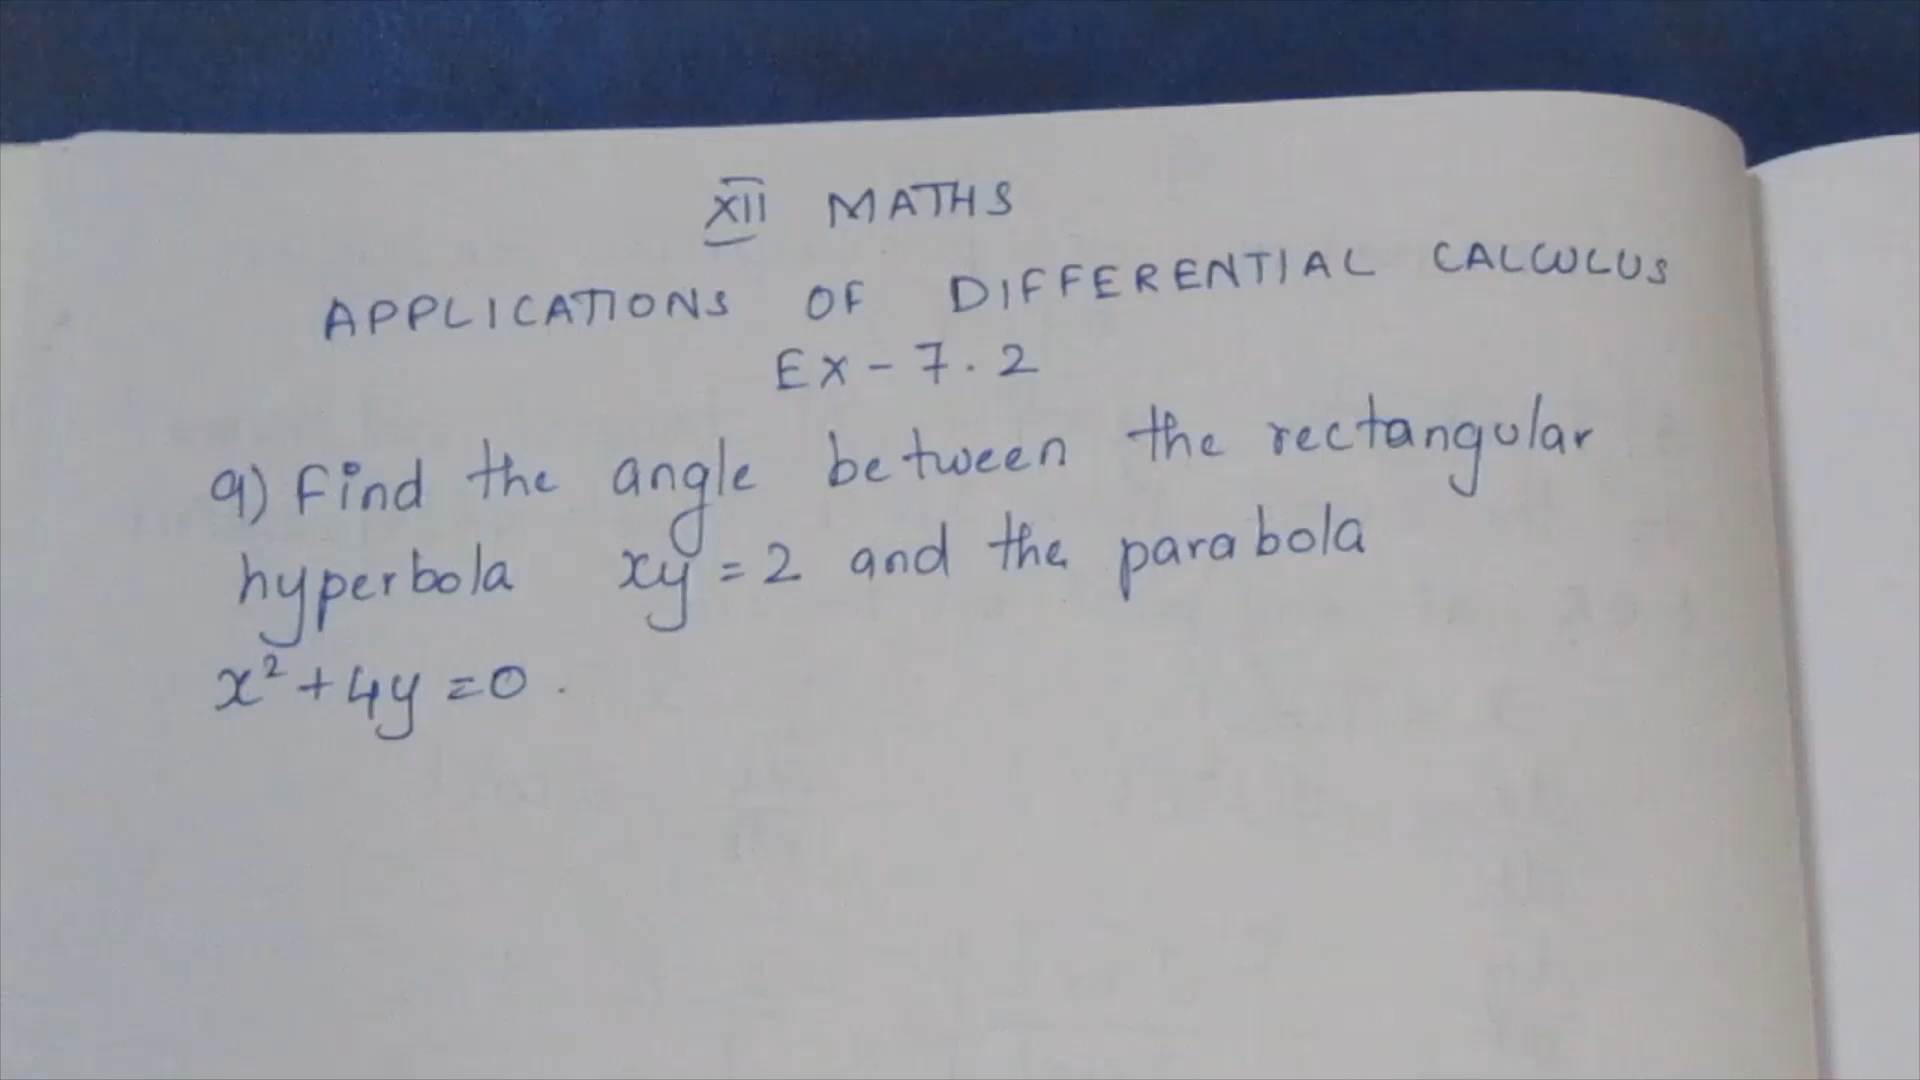 XII MATHS
APPLICATIONS OF DIFFERENTIAL CALCULUS
EX-7.2
9) Find the angle between the rectangular
hyperbola xy=2 and the parabola
x²+4y=0.